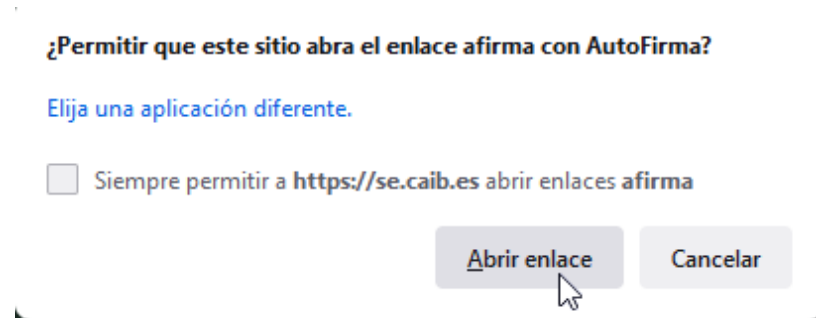 ¿Permitir que este sitio abra el enlace afirma con AutoFirma?
Elija una aplicación diferente.
Siempre permitir a https://se.caib.es abrir enlaces afirma
Abrir enlace
Cancelar